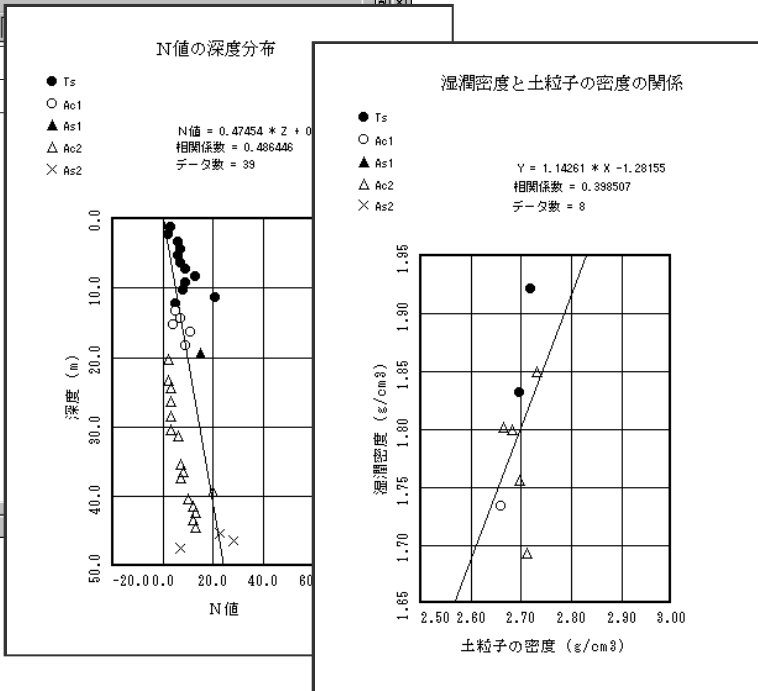 N値の深度分布
Ts
Ac1
As1
Ac2
As2
N値 = 0.47454 * Z + 0
相関係数 = 0.486446
データ数 = 39
0.0
10.0
20.0
30.0
40.0
50.0
深度 (m)
-20.00 0.0 20.0 40.0 60
N値
湿潤密度と土粒子の密度の関係
Ts
Ac1
As1
Ac2
As2
Y = 1.14261 * X -1.28155
相関係数 = 0.398507
データ数 = 8
1.95
1.90
1.85
1.80
1.75
1.70
1.65
湿潤密度 (g/cm3)
2.50 2.60 2.70 2.80 2.90 3.00
土粒子の密度 (g/cm3)